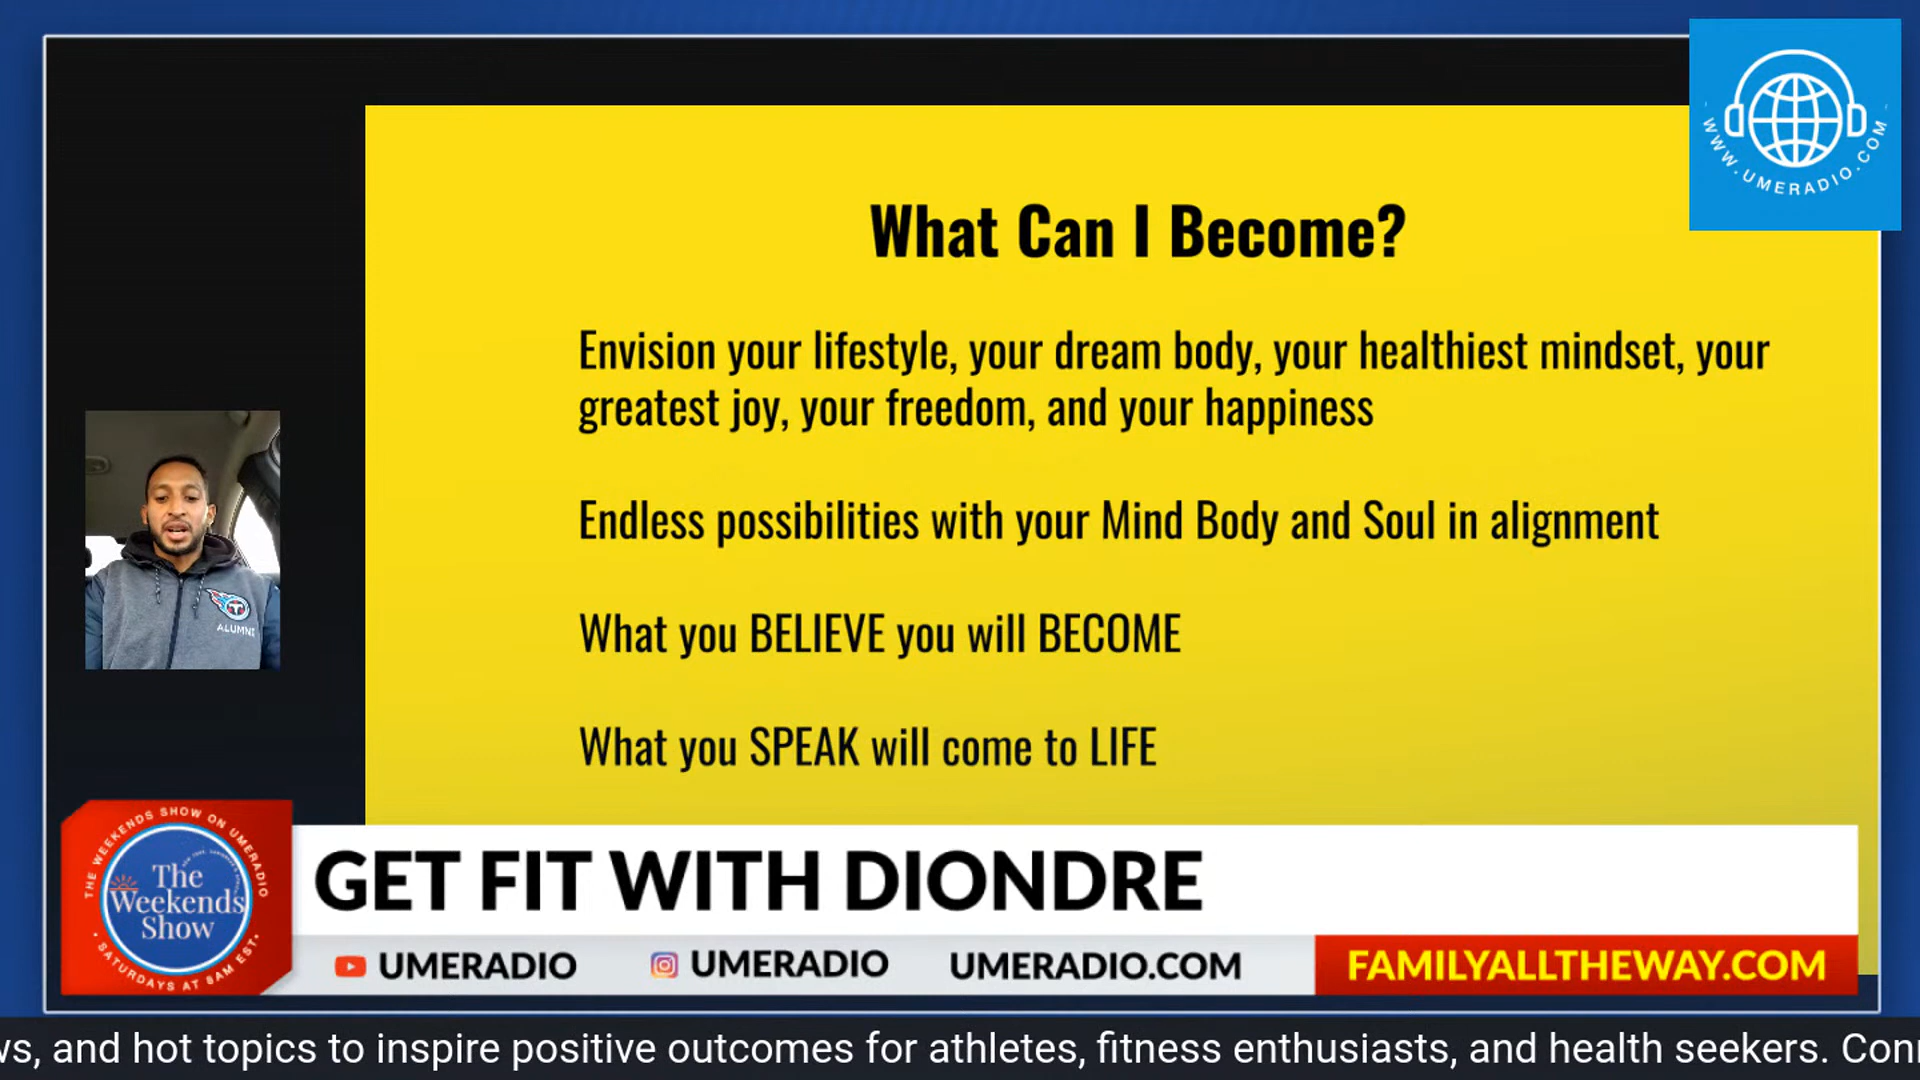 WWW.UMERADIO.COM
What Can I Become?
Envision your lifestyle, your dream body, your healthiest mindset, your
greatest joy, your freedom, and your happiness
Endless possibilities with your Mind Body and Soul in alignment
What you BELIEVE you will BECOME
What you SPEAK will come to LIFE
ALUMNI
THE WEEKENDS SHOW ON UMERADIO
The
Weekends
Show
SATURDAYS AT 8AM EST
GET FIT WITH DIONDRE
UMERADIO UMERADIO UMERADIO.COM FAMILYALLTHEWAY.COM
ws, and hot topics to inspire positive outcomes for athletes, fitness enthusiasts, and health seekers. Con